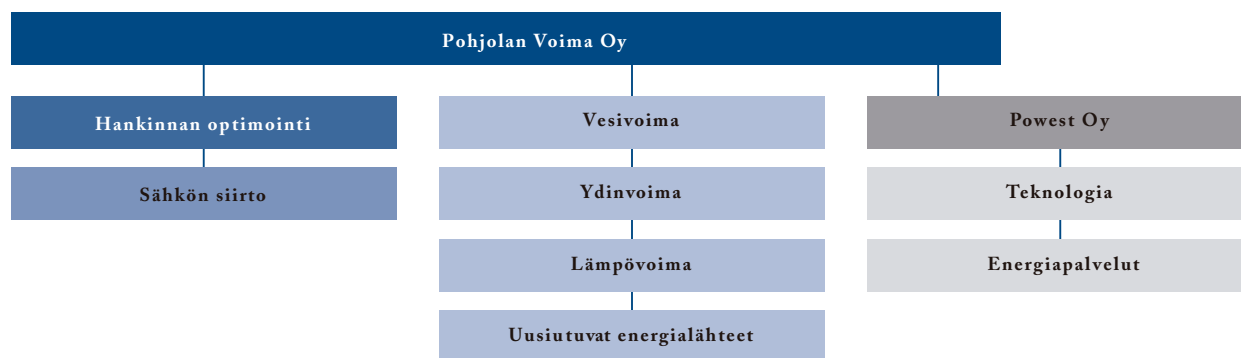 Pohjolan Voima Oy
Hankinnan optimointi
Sähkön siirto
Vesivoima
Ydinvoima
Lämpövoima
Uusiutuvat energialähteet
Powest Oy
Teknologia
Energiapalvelut